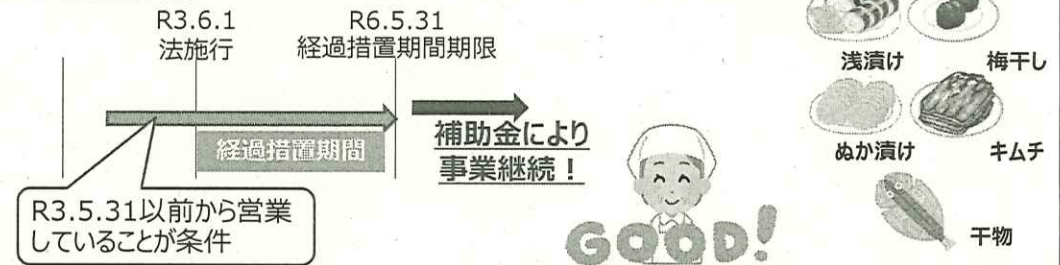 R3.6.1
法施行
R6.5.31
経過措置期間期限
経過措置期間
補助金により
事業継続！
R3.5.31以前から営業
していることが条件
GOOD!
浅漬け
梅干し
ぬか漬け
キムチ
干物